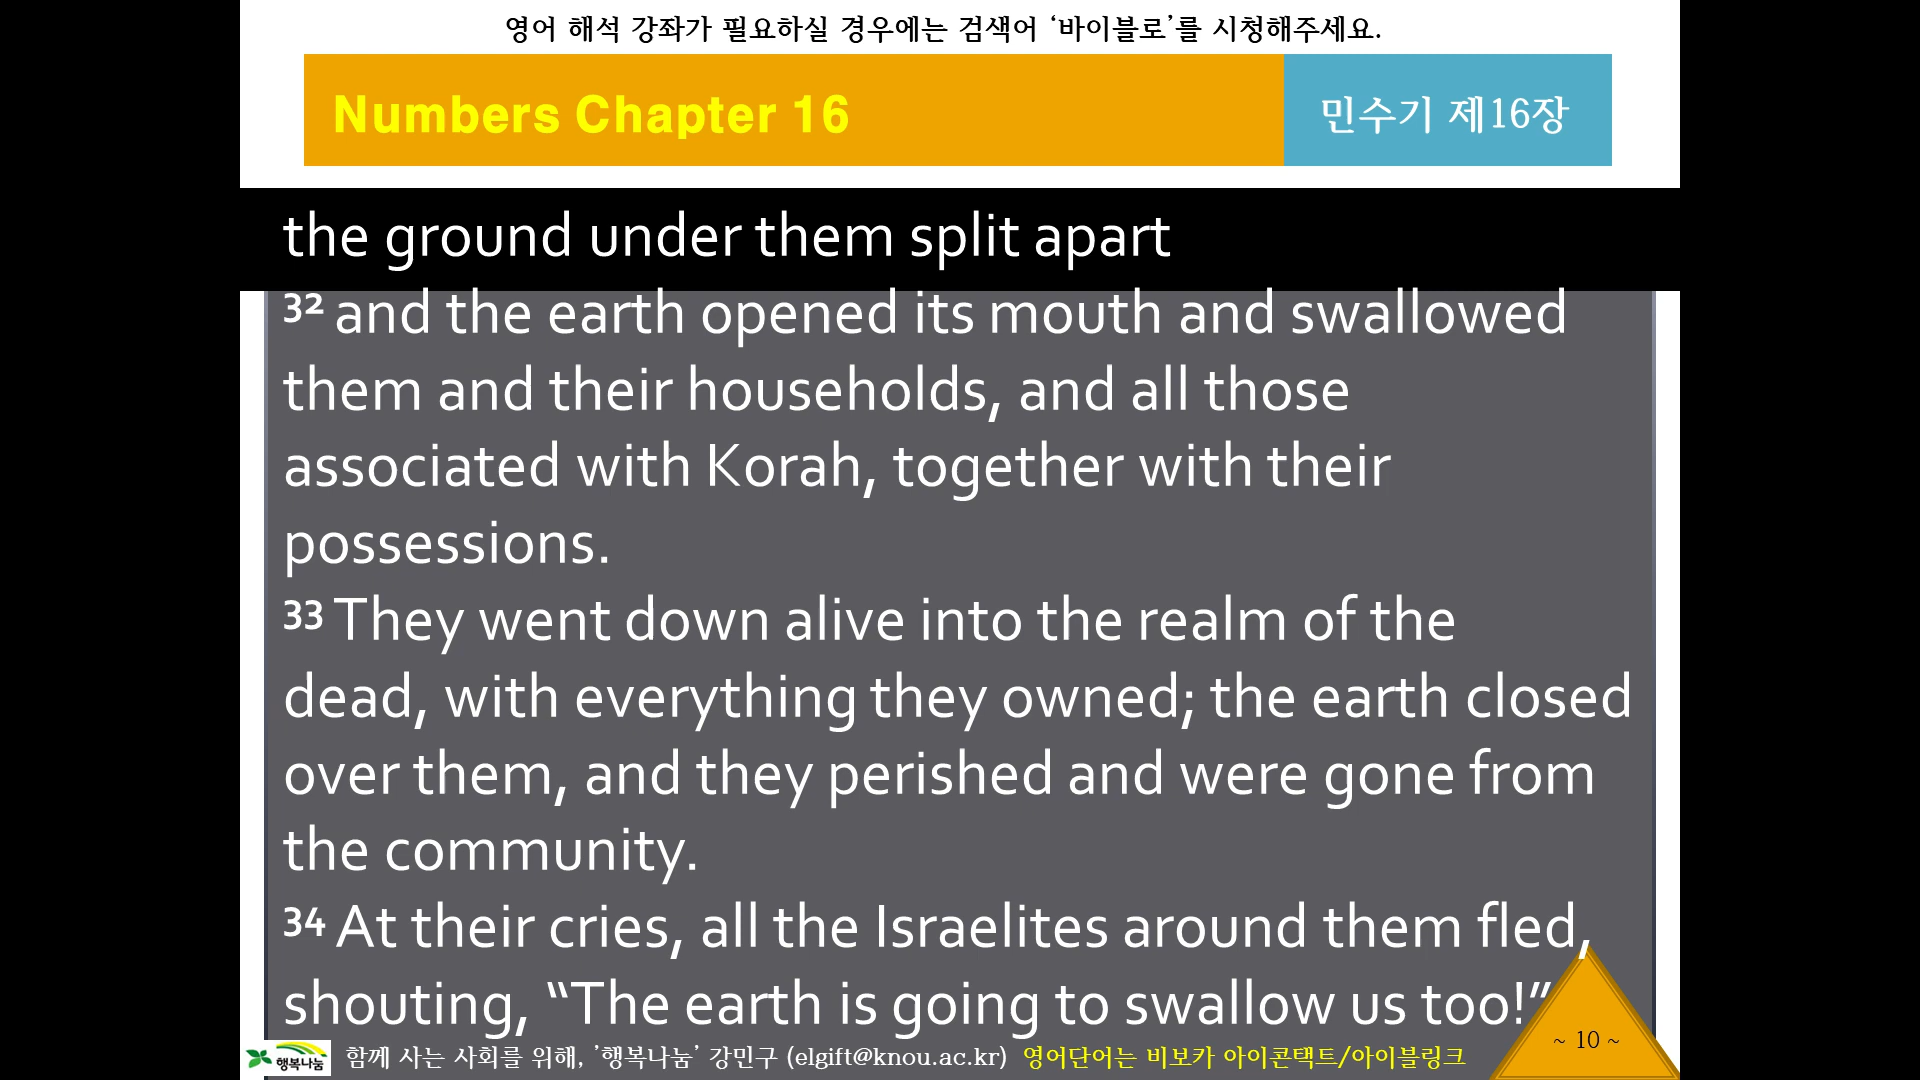 영어 해석 강좌가 필요하실 경우에는 검색어 ‘바이블로’를 시청해주세요.
Numbers Chapter 16
민수기 제16장
the ground under them split apart
32 and the earth opened its mouth and swallowed
them and their households, and all those
associated with Korah, together with their
possessions.
33 They went down alive into the realm of the
dead, with everything they owned; the earth closed
over them, and they perished and were gone from
the community.
34 At their cries, all the Israelites around them fled,
shouting, “The earth is going to swallow us too!”
~ 10 ~
행복나눔
함께 사는 사회를 위해, ’행복나눔’ 강민구 (elgift@knou.ac.kr) 영어단어는 비보카 아이콘택트/아이블링크